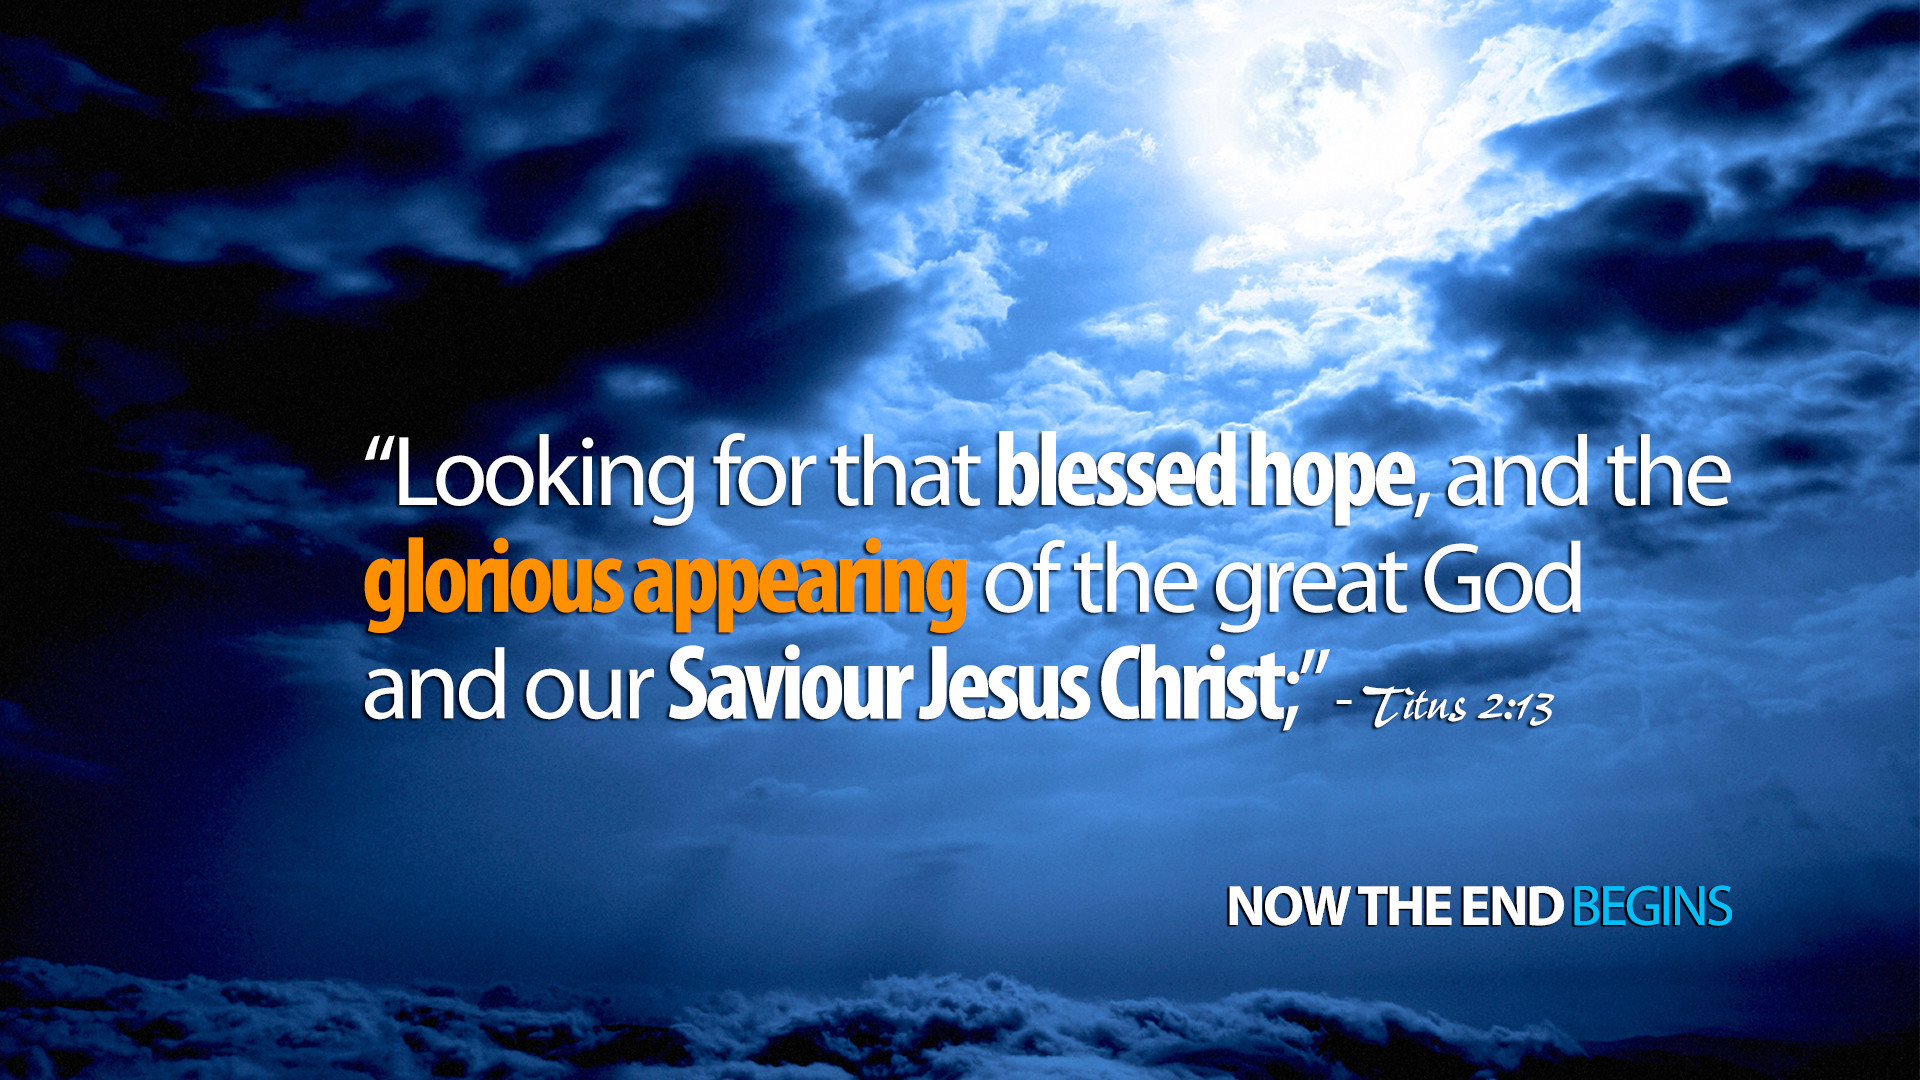 “Looking for that blessed hope, and the
glorious appearing of the great God
and our Saviour Jesus Christ;” - Titus 2:13
NOW THE END BEGINS